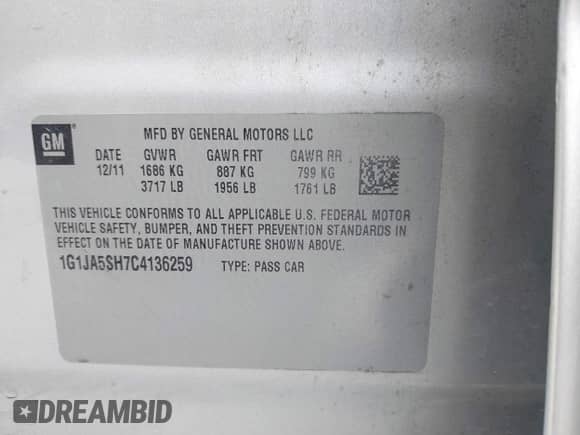 GM
®
MFD BY GENERAL MOTORS LLC
DATE GVWR GAWR FRT GAWR RR
12/11 1686 KG 887 KG 799 KG
3717 LB 1956 LB 1761 LB
THIS VEHICLE CONFORMS TO ALL APPLICABLE U.S. FEDERAL MOTOR
VEHICLE SAFETY, BUMPER, AND THEFT PREVENTION STANDARDS IN
EFFECT ON THE DATE OF MANUFACTURE SHOWN ABOVE.
1G1JA5SH7C4136259 TYPE: PASS CAR
DREAMBID